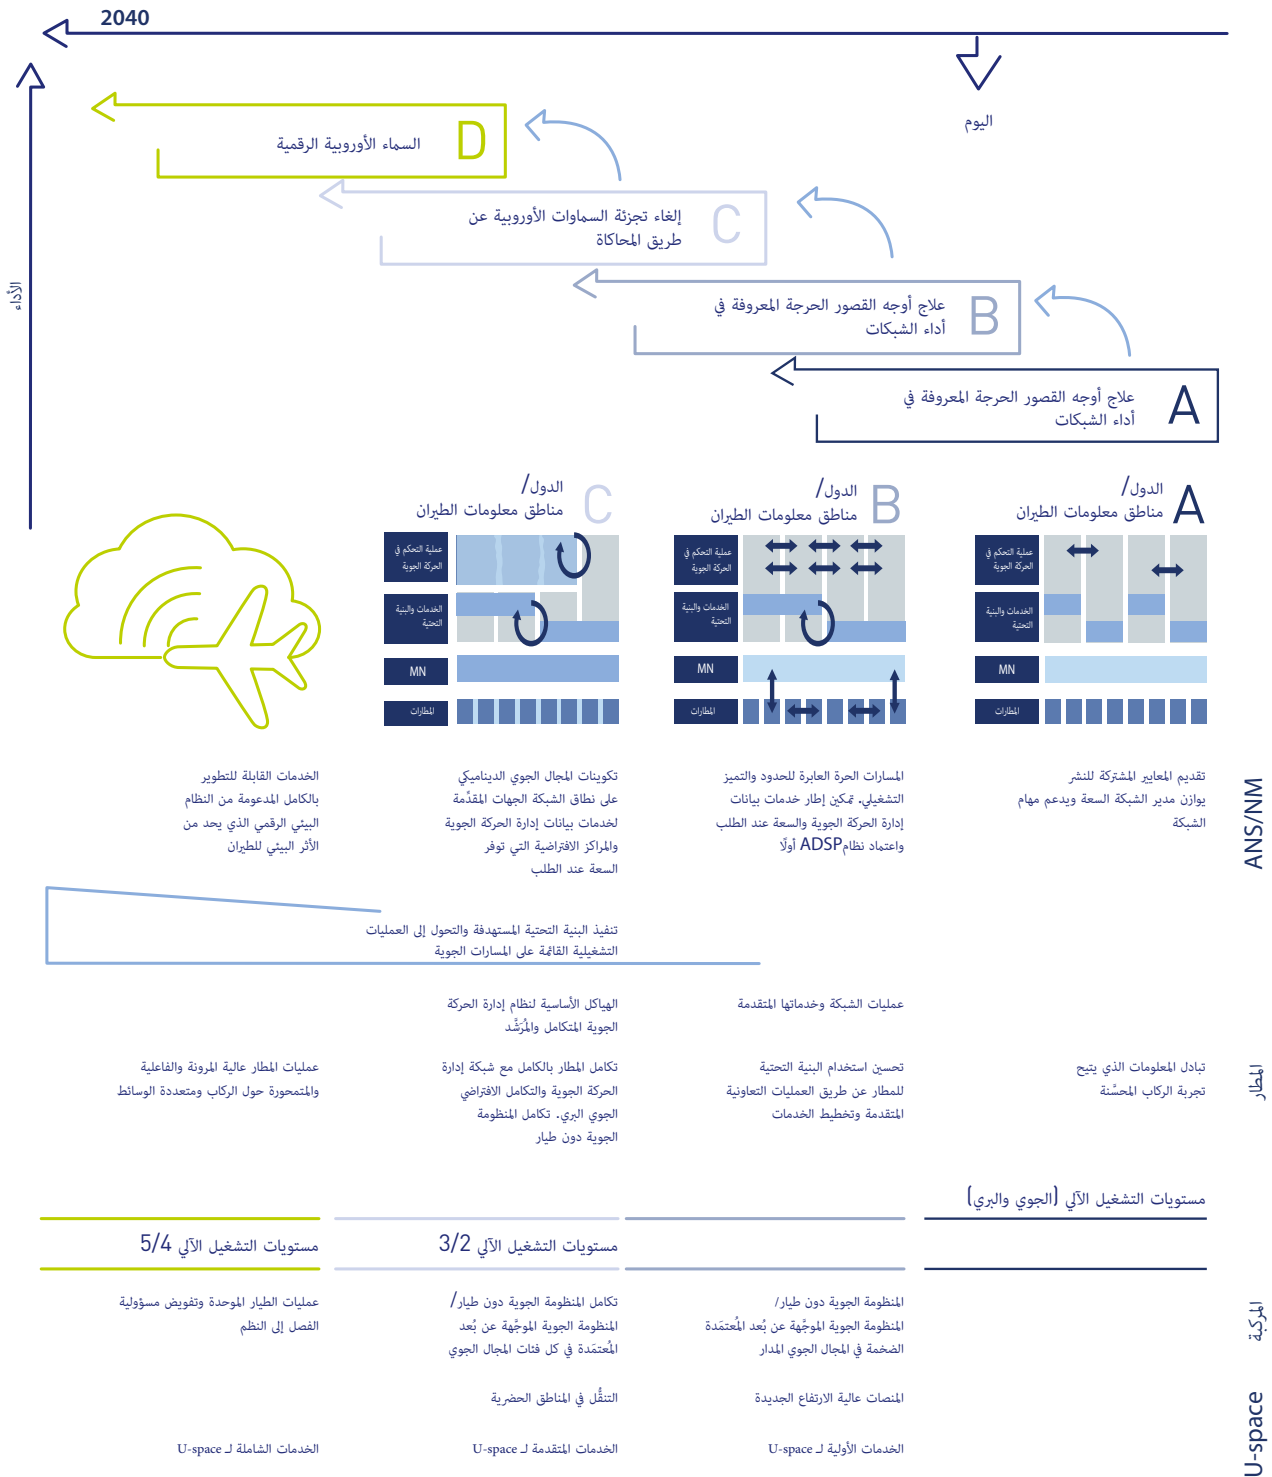 2040
اليوم
الأداء
D
السماء الأوروبية الرقمية
C
إلغاء تجزئة السماوات الأوروبية عن
طريق المحاكاة
B
علاج أوجه القصور الحرجة المعروفة في
أداء الشبكات
A
علاج أوجه القصور الحرجة المعروفة في
أداء الشبكات
A
الدول/
مناطق معلومات الطيران
عملية التحكم في
الحركة الجوية
الخدمات والبنية
التحتية
MN
المطارات
B
الدول/
مناطق معلومات الطيران
عملية التحكم في
الحركة الجوية
الخدمات والبنية
التحتية
MN
المطارات
C
الدول/
مناطق معلومات الطيران
عملية التحكم في
الحركة الجوية
الخدمات والبنية
التحتية
MN
المطارات
ANS/NM
تقديم المعايير المشتركة للنشر
يوازن مدير الشبكة السعة ويدعم مهام
الشبكة
المسارات الحرة العابرة للحدود والتميز
التشغيلي. تمكين إطار خدمات بيانات
إدارة الحركة الجوية والسعة عند الطلب
واعتماد نظامADSP أولًا
تكوينات المجال الجوي الديناميكي
على نطاق الشبكة الجهات المقدَّمة
لخدمات بيانات إدارة الحركة الجوية
والمراكز الافتراضية التي توفر
السعة عند الطلب
الخدمات القابلة للتطوير
بالكامل المدعومة من النظام
البيئي الرقمي الذي يحد من
الأثر البيئي للطيران
تنفيذ البنية التحتية المستهدفة والتحول إلى العمليات
التشغيلية القائمة على المسارات الجوية
عمليات الشبكة وخدماتها المتقدمة
الهياكل الأساسية لنظام إدارة الحركة
الجوية المتكامل والمُرَشَّد
المطار
تبادل المعلومات الذي يتيح
تجربة الركاب المحسَّنة
تحسين استخدام البنية التحتية
للمطار عن طريق العمليات التعاونية
المتقدمة وتخطيط الخدمات
تكامل المطار بالكامل مع شبكة إدارة
الحركة الجوية والتكامل الافتراضي
الجوي البري. تكامل المنظومة
الجوية دون طيار
عمليات المطار عالية المرونة والفاعلية
والمتمحورة حول الركاب ومتعددة الوسائط
مستويات التشغيل الآلي (الجوي والبري)
مستويات التشغيل الآلي 3/2
مستويات التشغيل الآلي 5/4
المركبة
المنظومة الجوية دون طيار/
المنظومة الجوية الموجَّهة عن بُعد المُعتمَدة
الضخمة في المجال الجوي المدار
تكامل المنظومة الجوية دون طيار/
المنظومة الجوية الموجَّهة عن بُعد
المُعتمَدة في كل فئات المجال الجوي
عمليات الطيار الموحدة وتفويض مسؤولية
الفصل إلى النظم
المنصات عالية الارتفاع الجديدة
التنقُّل في المناطق الحضرية
U-space
الخدمات الأولية لـ U-space
الخدمات المتقدمة لـ U-space
الخدمات الشاملة لـ U-space